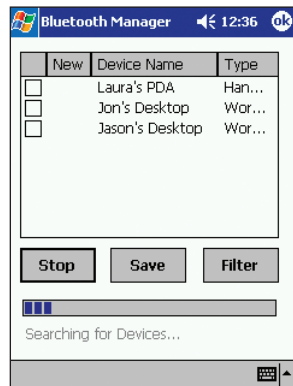 Bluetooth Manager 12:36 ok
New Device Name Type
Laura's PDA Han...
Jon's Desktop Wor...
Jason's Desktop Wor...
Stop Save Filter
Searching for Devices...